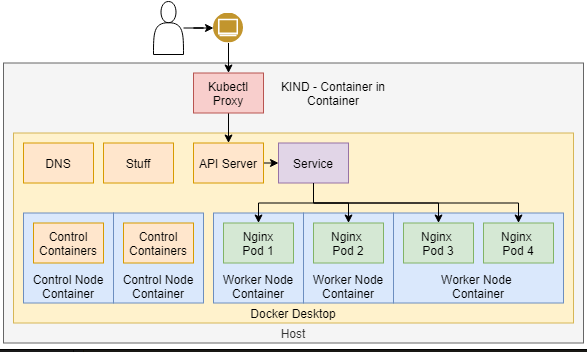 Kubectl
Proxy
KIND - Container in
Container
DNS
Stuff
API Server
Service
Control
Containers
Control
Containers
Nginx
Pod 1
Nginx
Pod 2
Nginx
Pod 3
Nginx
Pod 4
Control Node
Container
Control Node
Container
Worker Node
Container
Worker Node
Container
Worker Node
Container
Docker Desktop
Host